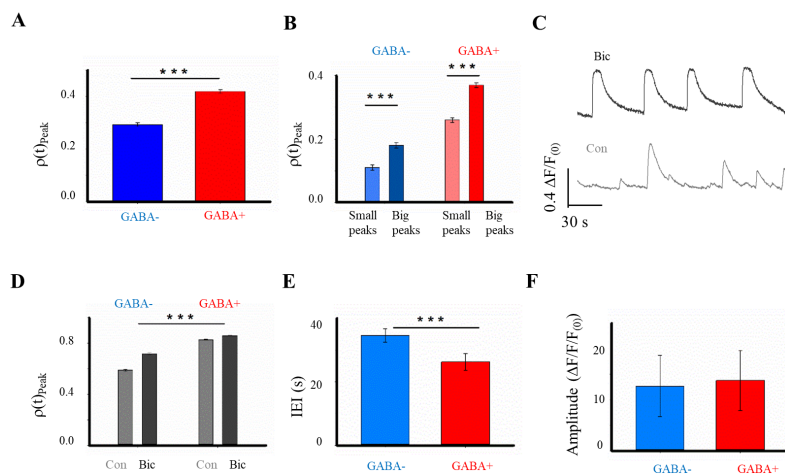 A
***
0.4
0.2
0.0
ρ(t)Peak
GABA-
GABA+
B
GABA-
GABA+
***
***
0.4
0.2
0.0
ρ(t)Peak
Small Big Small Big
peaks peaks peaks peaks
C
Bic
Con
0.4 ΔF/F(0)
30 s
D
GABA-
GABA+
***
0.8
0.6
0.0
ρ(t)Peak
Con Bic Con Bic
E
***
40
20
0
IEI (s)
GABA-
GABA+
F
20
10
0
Amplitude (ΔF/F/F(0))
GABA-
GABA+